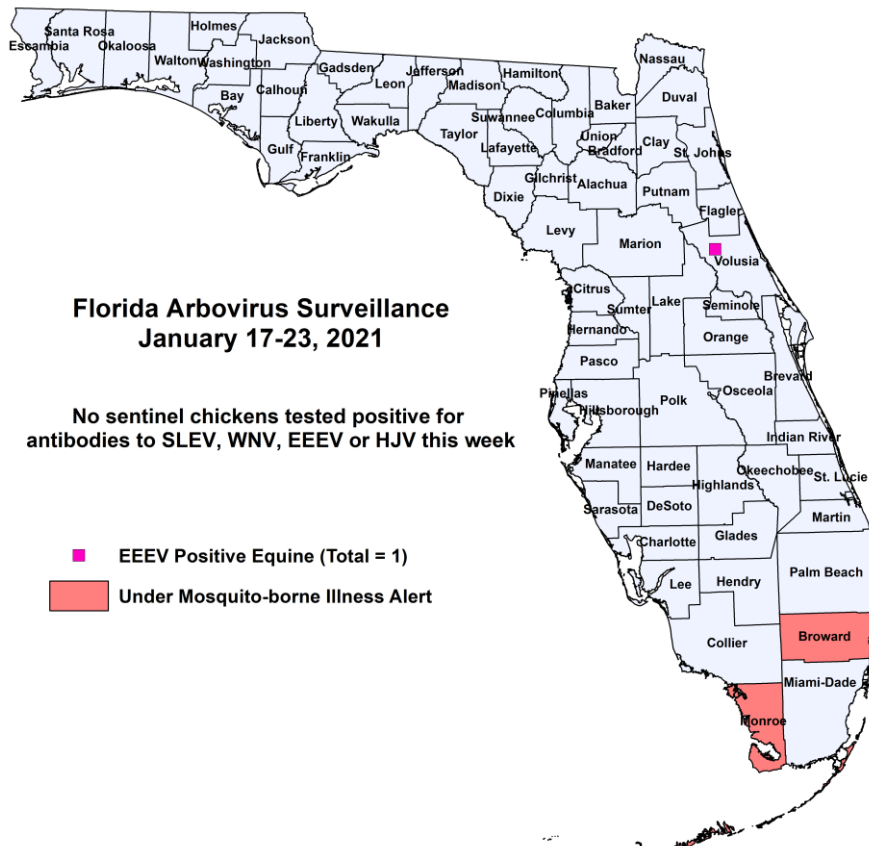 Holmes
Jackson
Santa Rosa
Escambia
Okaloosa
Walton
Washington
Gadsden
Jefferson
Hamilton
Nassau
Leon
Madison
Bay
Calhoun
Suwannee
Columbia
Baker
Duval
Liberty
Wakulla
Taylor
Union
Clay
Gulf
Franklin
Lafayette
Bradford
St. Johns
Gilchrist
Alachua
Putnam
Dixie
Flagler
Levy
Marion
Volusia
Citrus
Lake
Seminole
Sumter
Hernando
Orange
Pasco
Brevard
Osceola
Pinellas
Polk
Hillsborough
Indian River
Manatee
Hardee
Okeechobee
St. Lucie
Highlands
Sarasota
DeSoto
Martin
Charlotte
Glades
Palm Beach
Lee
Hendry
Collier
Broward
Miami-Dade
Monroe
Florida Arbovirus Surveillance
January 17-23, 2021
No sentinel chickens tested positive for
antibodies to SLEV, WNV, EEEV or HJV this week
EEEV Positive Equine (Total = 1)
Under Mosquito-borne Illness Alert